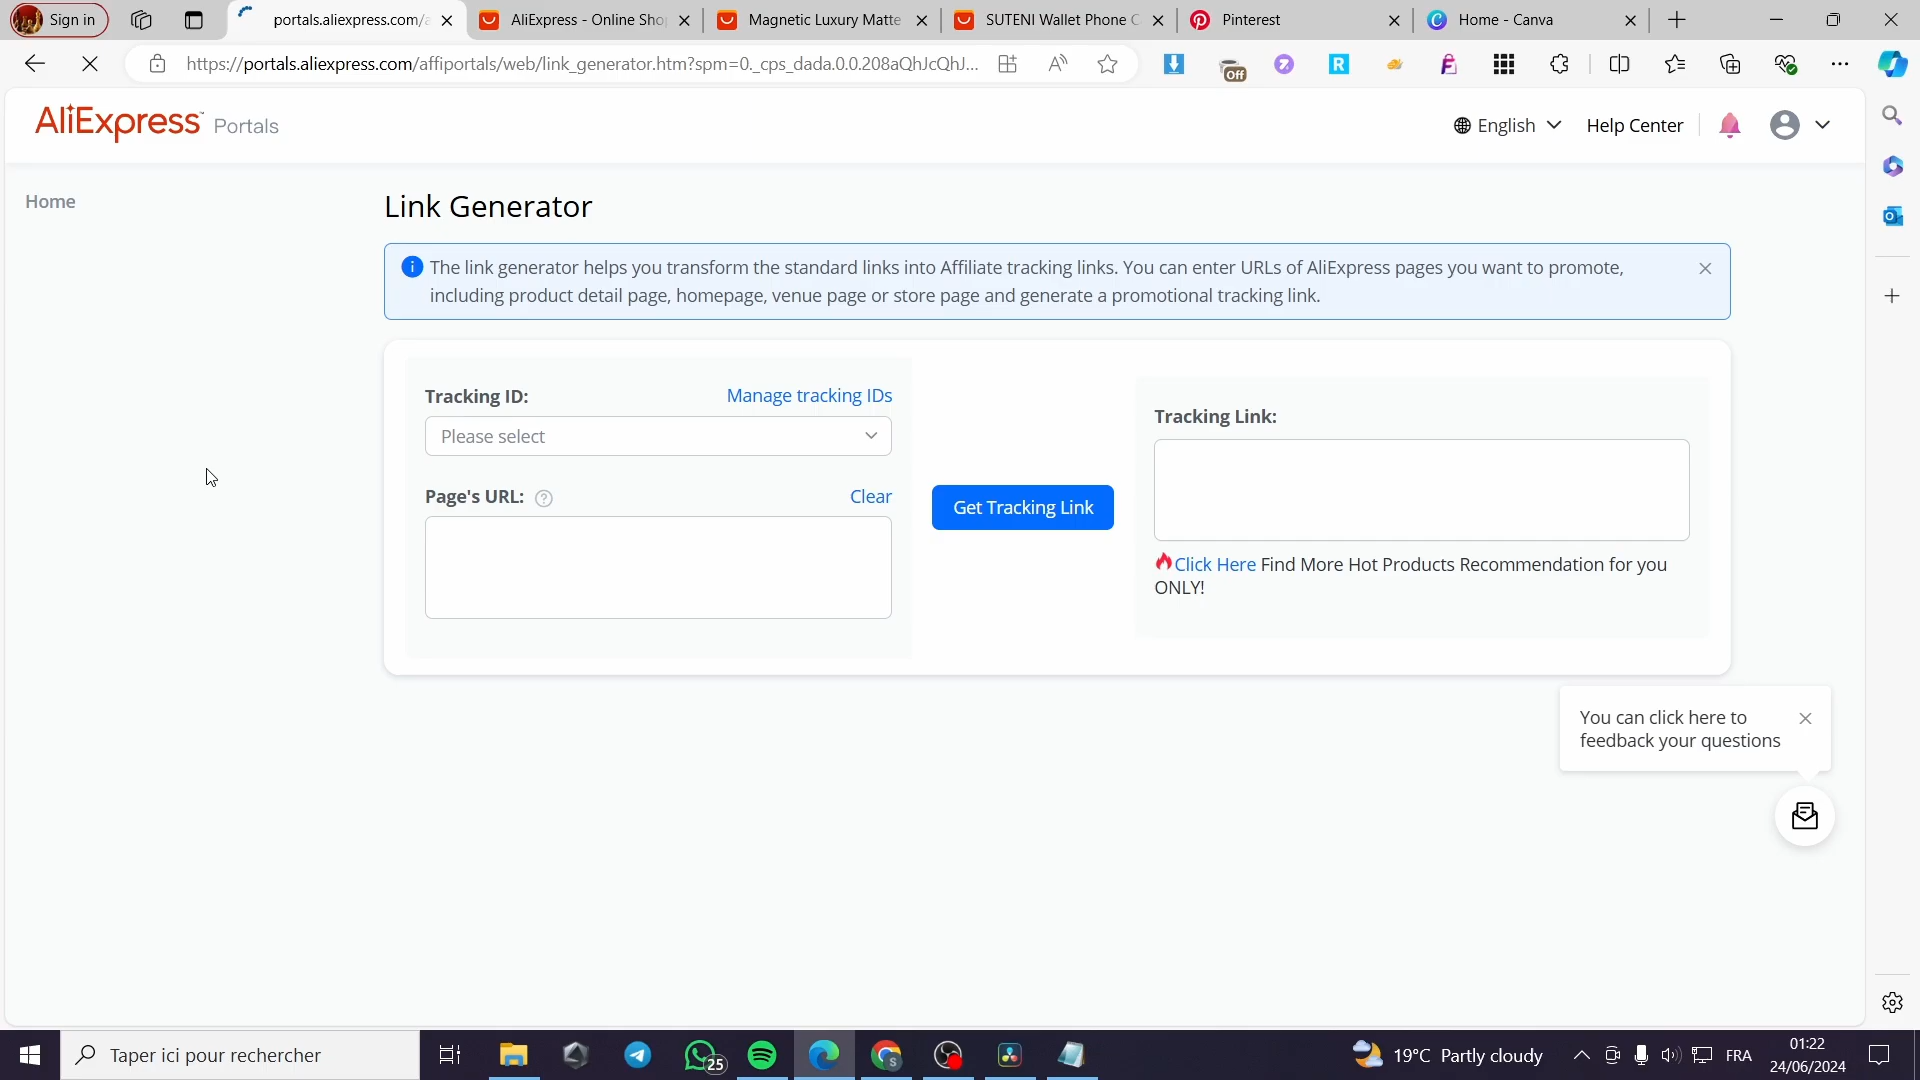 Sign in
portals.aliexpress.com/a
AliExpress - Online Shop
Magnetic Luxury Matte
SUTENI Wallet Phone C
Pinterest
Home - Canva
https://portals.aliexpress.com/affiportals/web/link_generator.htm?spm=0._cps_dada.0.0.208aQhJcQhJ...
Off
AliExpress Portals
English
Help Center
Home
Link Generator
The link generator helps you transform the standard links into Affiliate tracking links. You can enter URLs of AliExpress pages you want to promote,
including product detail page, homepage, venue page or store page and generate a promotional tracking link.
Tracking ID:
Manage tracking IDs
Please select
Page's URL:
Clear
Get Tracking Link
Tracking Link:
Click Here Find More Hot Products Recommendation for you
ONLY!
You can click here to
feedback your questions
Taper ici pour rechercher
25
19°C Partly cloudy
FRA
01:22
24/06/2024